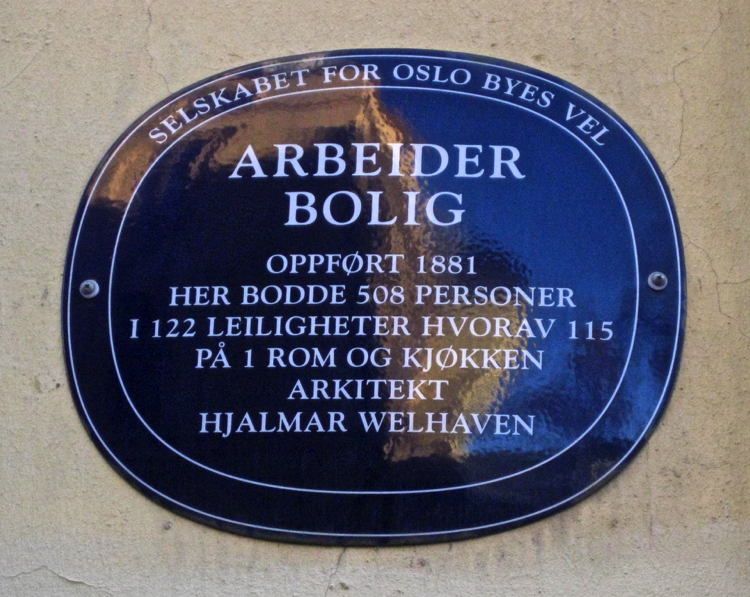 SELSKABET FOR OSLO BYES VEL
ARBEIDER
BOLIG
OPPFØRT 1881
HER BODDE 508 PERSONER
I 122 LEILIGHETER HVORAV 115
PÅ 1 ROM OG KJØKKEN
ARKITEKT
HJALMAR WELHAVEN